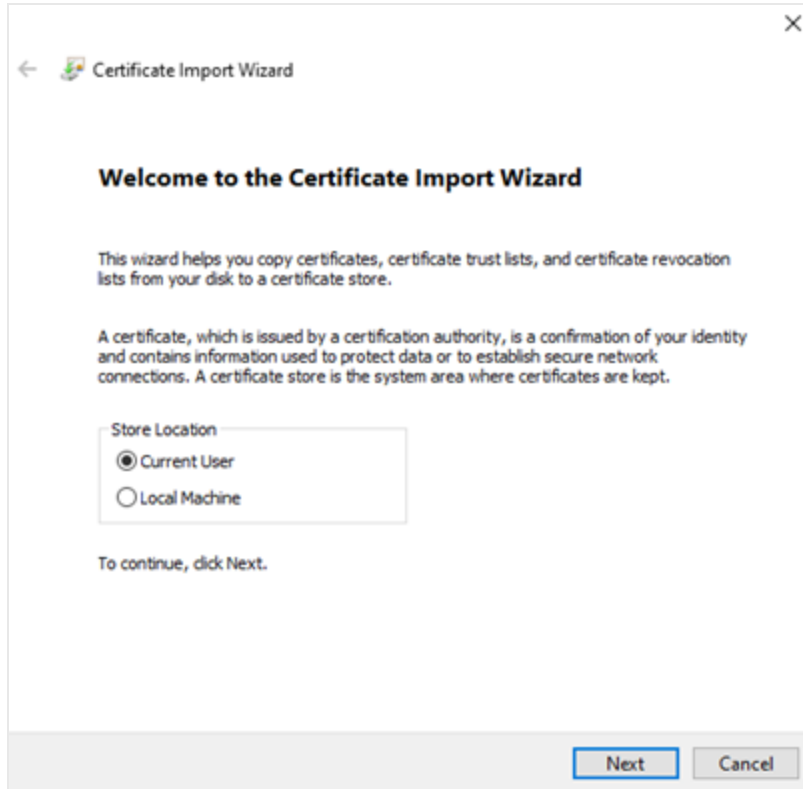 Certificate Import Wizard
Welcome to the Certificate Import Wizard
This wizard helps you copy certificates, certificate trust lists, and certificate revocation
lists from your disk to a certificate store.
A certificate, which is issued by a certification authority, is a confirmation of your identity
and contains information used to protect data or to establish secure network
connections. A certificate store is the system area where certificates are kept.
Store Location
Current User
Local Machine
To continue, click Next.
Next
Cancel